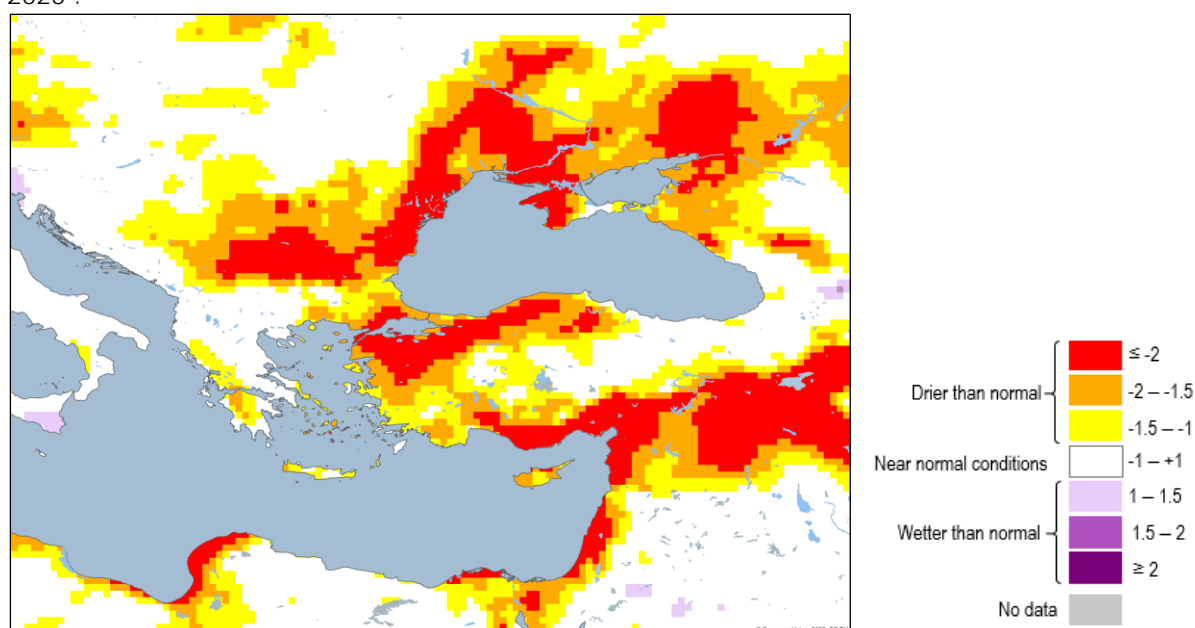 ≤ -2
Drier than normal
-2 – -1.5
-1.5 – -1
Near normal conditions
-1 – +1
1 – 1.5
Wetter than normal
1.5 – 2
≥ 2
No data